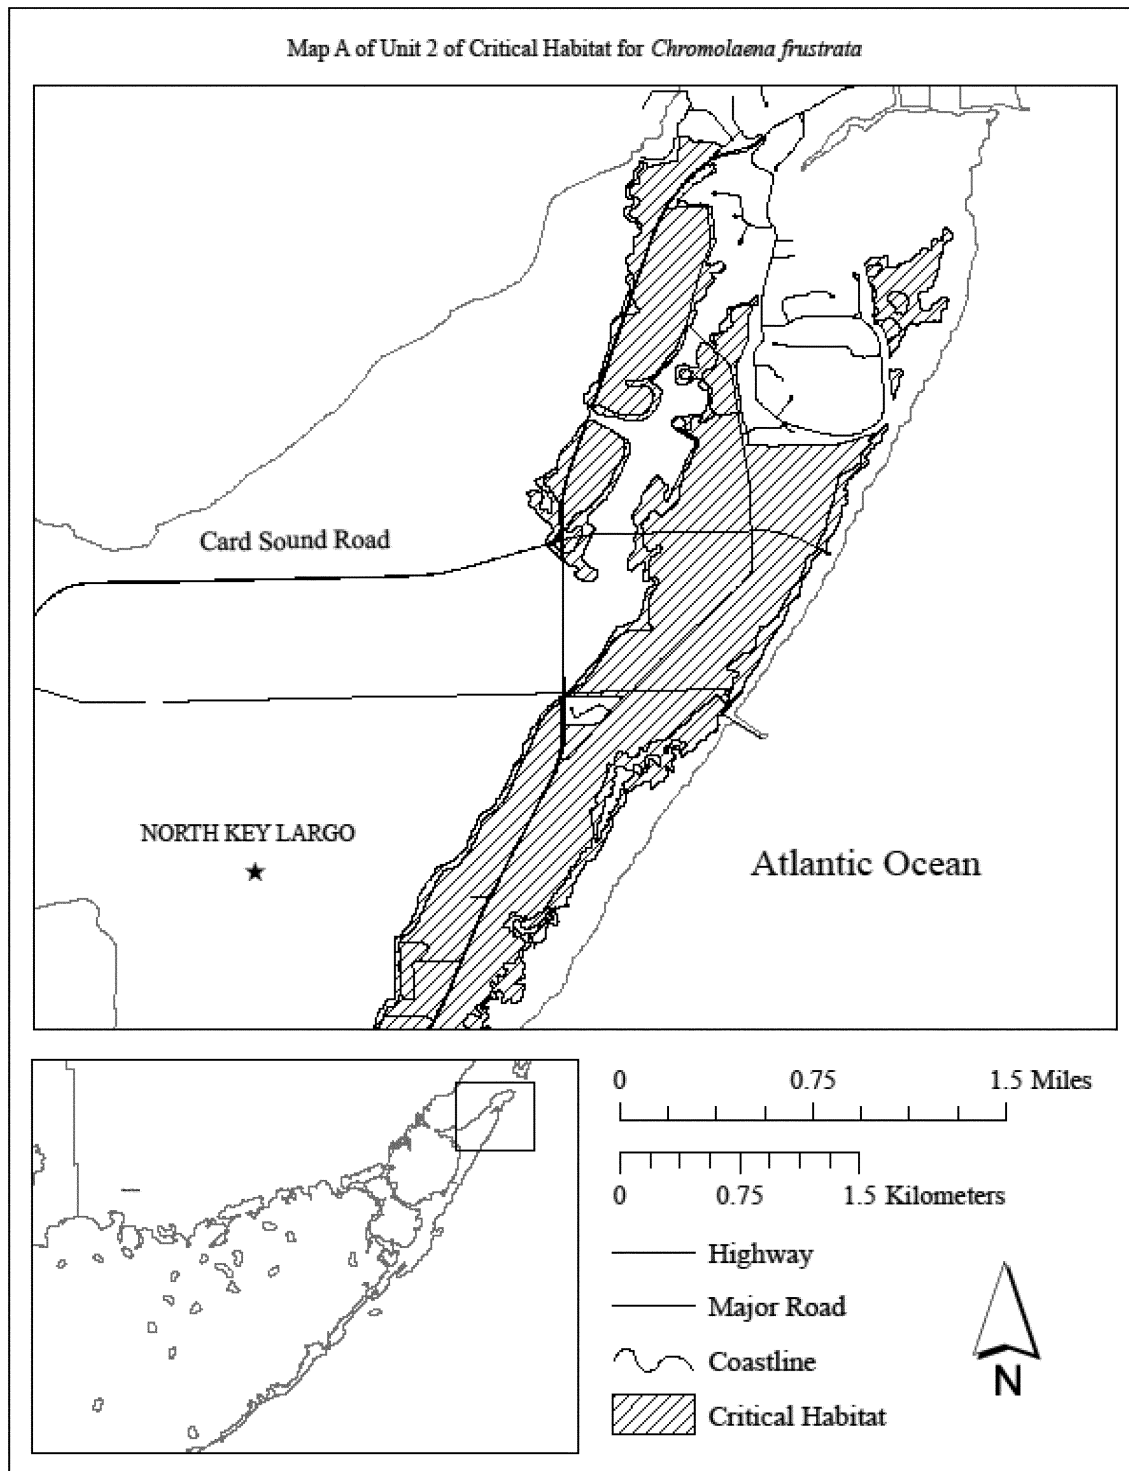 Map A of Unit 2 of Critical Habitat for Chromolaena frustrata
Card Sound Road
NORTH KEY LARGO
Atlantic Ocean
0 0.75 1.5 Miles
0 0.75 1.5 Kilometers
Highway
Major Road
Coastline
Critical Habitat
N